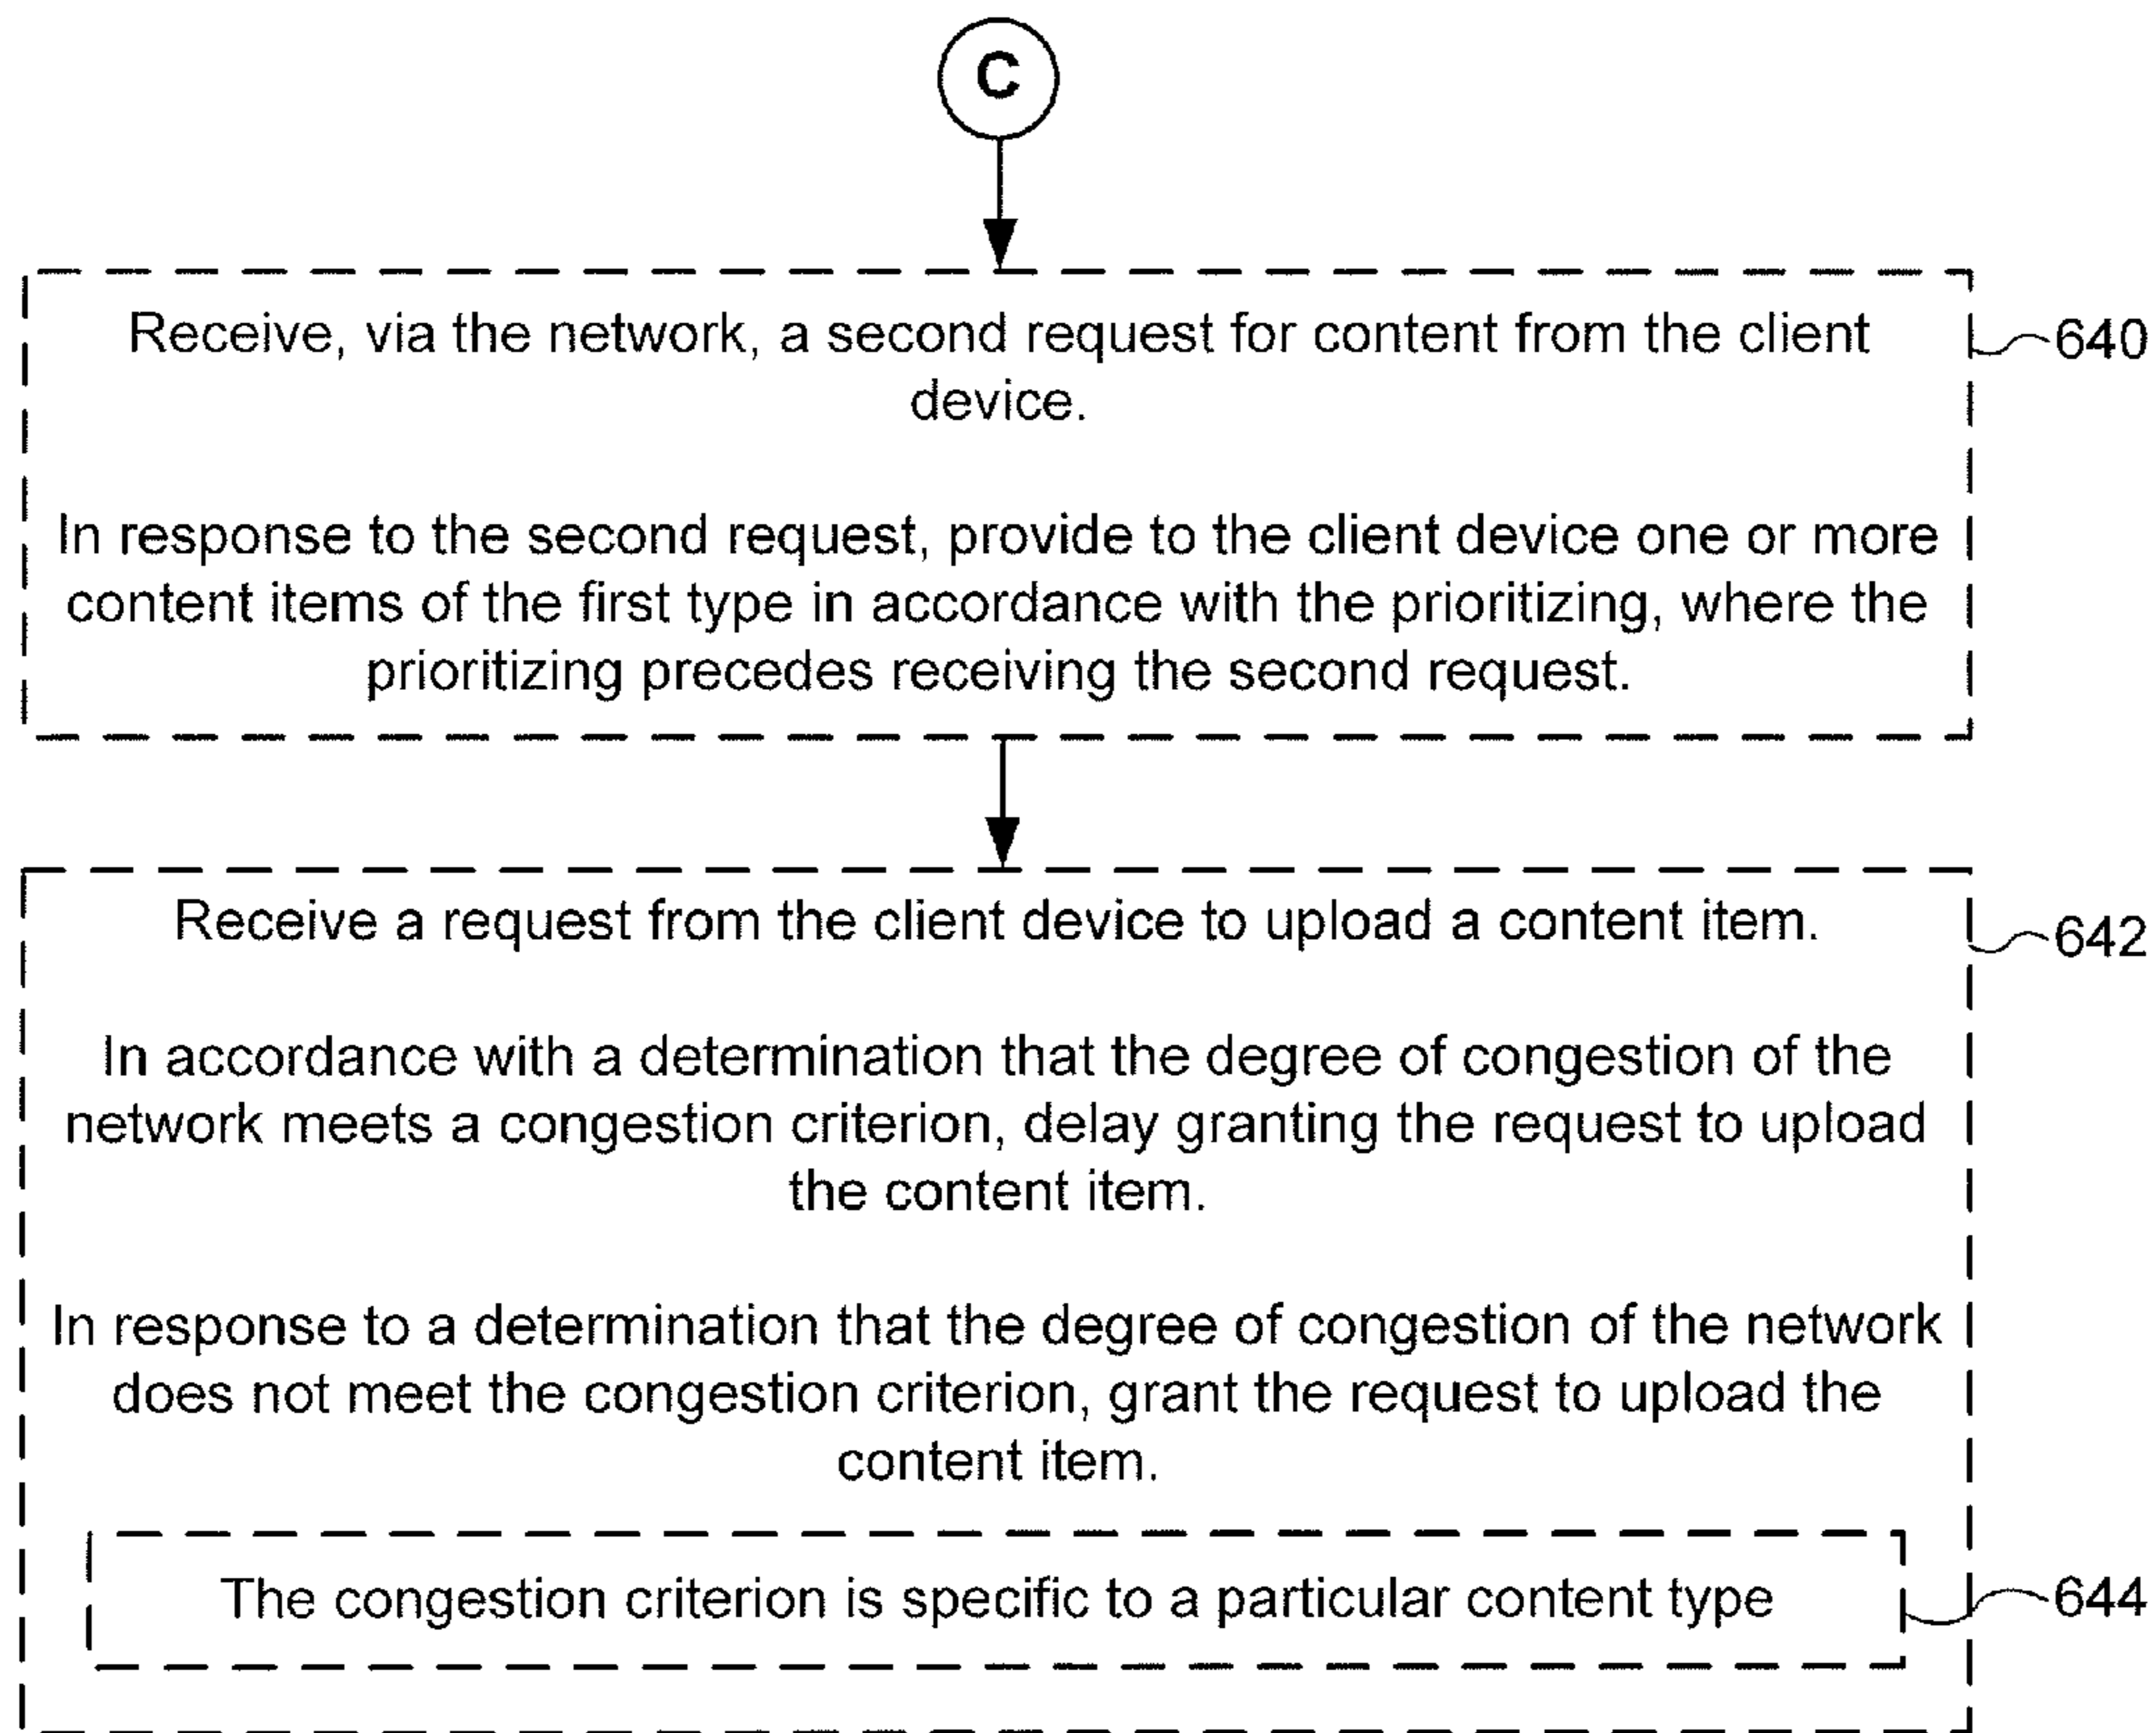 C
Receive, via the network, a second request for content from the client
device.
640
In response to the second request, provide to the client device one or more
content items of the first type in accordance with the prioritizing, where the
prioritizing precedes receiving the second request.
Receive a request from the client device to upload a content item.
642
In accordance with a determination that the degree of congestion of the
network meets a congestion criterion, delay granting the request to upload
the content item.
In response to a determination that the degree of congestion of the network
does not meet the congestion criterion, grant the request to upload the
content item.
The congestion criterion is specific to a particular content type
644